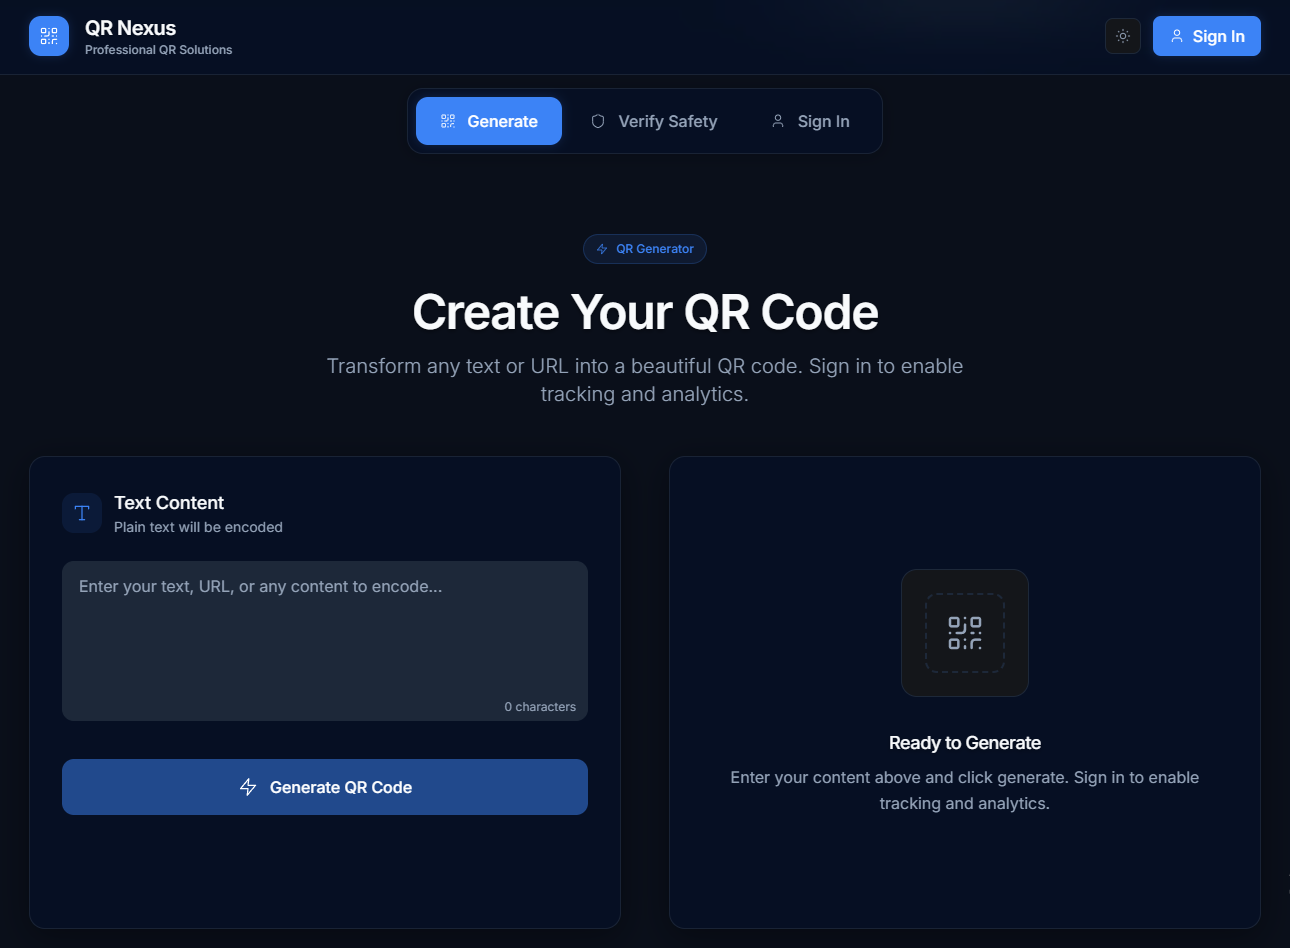 QR Nexus
Professional QR Solutions
Sign In
Generate
Verify Safety
Sign In
QR Generator
Create Your QR Code
Transform any text or URL into a beautiful QR code. Sign in to enable
tracking and analytics.
Text Content
Plain text will be encoded
Enter your text, URL, or any content to encode...
0 characters
Generate QR Code
Ready to Generate
Enter your content above and click generate. Sign in to enable
tracking and analytics.